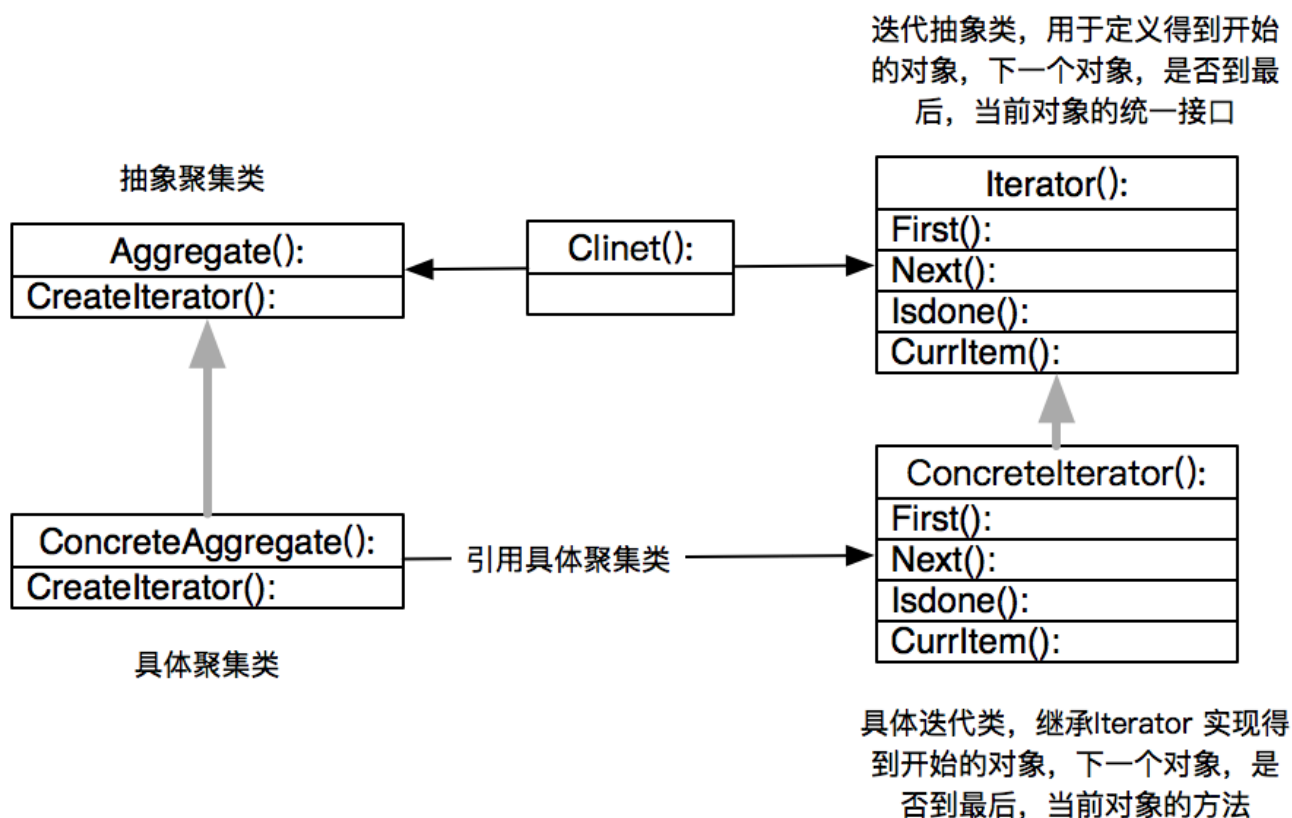 迭代抽象类，用于定义得到开始
的对象，下一个对象，是否到最
后，当前对象的统一接口
抽象聚集类
Aggregate():
CreateIterator():
Clinet():
Iterator():
First():
Next():
Isdone():
CurrItem():
ConcreteAggregate():
CreateIterator():
引用具体聚集类
具体聚集类
ConcreteIterator():
First():
Next():
Isdone():
CurrItem():
具体迭代类，继承Iterator 实现得
到开始的对象，下一个对象，是
否到最后，当前对象的方法